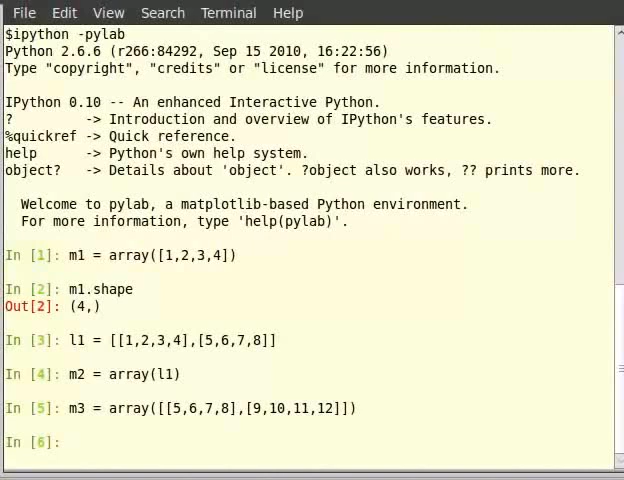 File Edit View Search Terminal Help
$ipython -pylab
Python 2.6.6 (r266:84292, Sep 15 2010, 16:22:56)
Type "copyright", "credits" or "license" for more information.
IPython 0.10 -- An enhanced Interactive Python.
? -> Introduction and overview of IPython's features.
%quickref -> Quick reference.
help -> Python's own help system.
object? -> Details about 'object'. ?object also works, ?? prints more.
Welcome to pylab, a matplotlib-based Python environment.
For more information, type 'help(pylab)'.
In [1]: m1 = array([1,2,3,4])
In [2]: m1.shape
Out[2]: (4,)
In [3]: l1 = [[1,2,3,4],[5,6,7,8]]
In [4]: m2 = array(l1)
In [5]: m3 = array([[5,6,7,8],[9,10,11,12]])
In [6]: